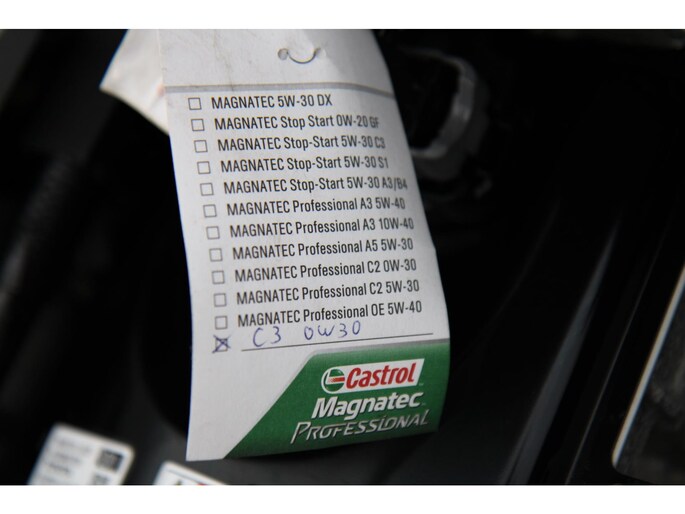 MAGNATEC 5W-30 DX
MAGNATEC Stop Start 0W-20 GF
MAGNATEC Stop-Start 5W-30 C3
MAGNATEC Stop-Start 5W-30 S1
MAGNATEC Stop-Start 5W-30 A3/B4
MAGNATEC Professional A3 5W-40
MAGNATEC Professional A3 10W-40
MAGNATEC Professional A5 5W-30
MAGNATEC Professional C2 0W-30
MAGNATEC Professional C2 5W-30
MAGNATEC Professional OE 5W-40
C3 0W30
Castrol
Magnatec
PROFESSIONAL